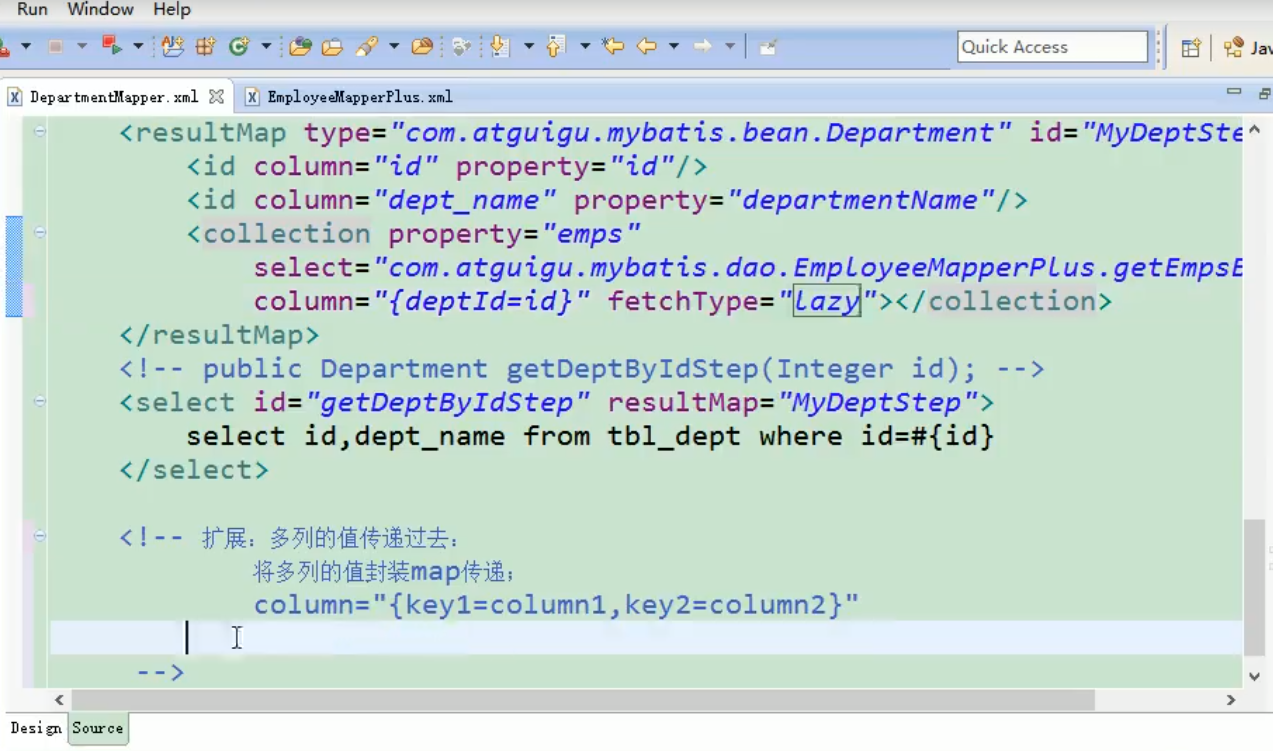 Run Window Help
Quick Access
Jav
DepartmentMapper.xml
EmployeeMapperPlus.xml
<resultMap type="com.atguigu.mybatis.bean.Department" id="MyDeptSte
<id column="id" property="id"/>
<id column="dept_name" property="departmentName"/>
<collection property="emps"
select="com.atguigu.mybatis.dao.EmployeeMapperPlus.getEmpsB
column="{deptId=id}" fetchType="lazy"></collection>
</resultMap>
<!-- public Department getDeptByIdStep(Integer id); -->
<select id="getDeptByIdStep" resultMap="MyDeptStep">
select id,dept_name from tbl_dept where id=#{id}
</select>
<!-- 扩展：多列的值传递过去：
将多列的值封装map传递；
column="{key1=column1,key2=column2}"
-->
Design Source